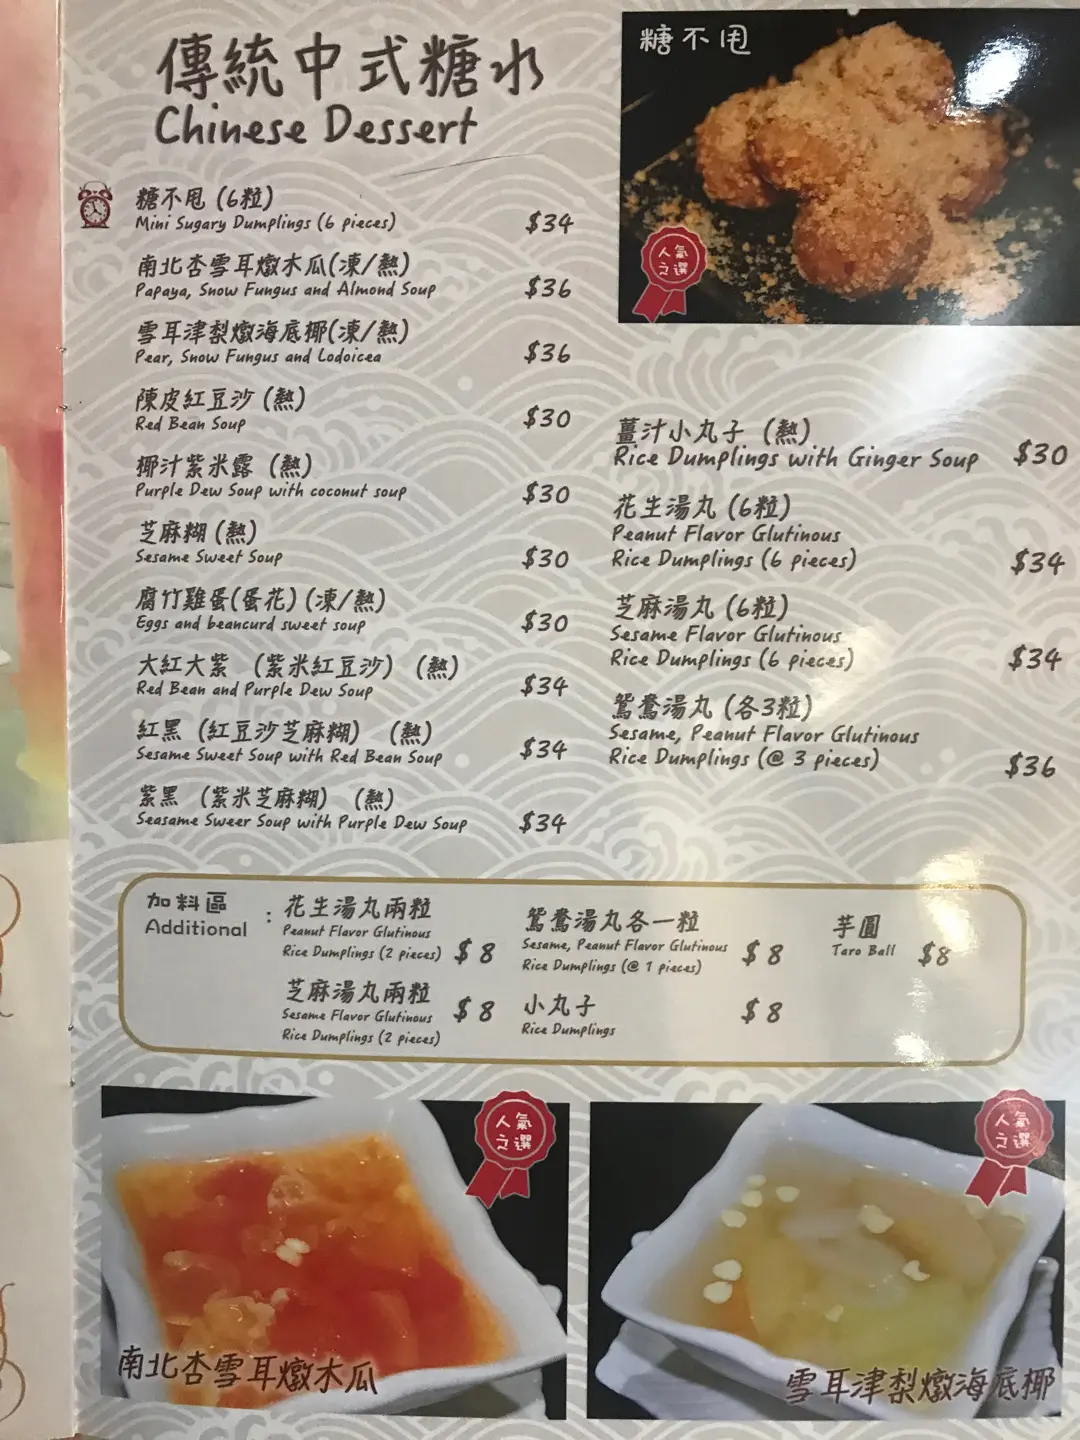 傳統中式糖水
Chinese Dessert
糖不甩 (6粒)
Mini Sugary Dumplings (6 pieces)
$34
南北杏雪耳燉木瓜(凍/熱)
Papaya, Snow Fungus and Almond Soup
$36
雪耳津梨燉海底椰(凍/熱)
Pear, Snow Fungus and Lodoicea
$36
陳皮紅豆沙 (熱)
Red Bean Soup
$30
椰汁紫米露 (熱)
Purple Dew Soup with coconut soup
$30
芝麻糊 (熱)
Sesame Sweet Soup
$30
腐竹雞蛋(蛋花) (凍/熱)
Eggs and beancurd sweet soup
$30
大紅大紫 (紫米紅豆沙) (熱)
Red Bean and Purple Dew Soup
$34
紅黑 (紅豆沙芝麻糊) (熱)
Sesame Sweet Soup with Red Bean Soup
$34
紫黑 (紫米芝麻糊) (熱)
Seasame Sweer Soup with Purple Dew Soup
$34
糖不甩
人氣
之選
薑汁小丸子 (熱)
Rice Dumplings with Ginger Soup
$30
花生湯丸 (6粒)
Peanut Flavor Glutinous
Rice Dumplings (6 pieces)
$34
芝麻湯丸 (6粒)
Sesame Flavor Glutinous
Rice Dumplings (6 pieces)
$34
鴛鴦湯丸 (各3粒)
Sesame, Peanut Flavor Glutinous
Rice Dumplings (@ 3 pieces)
$36
加料區
Additional :
花生湯丸兩粒
Peanut Flavor Glutinous
Rice Dumplings (2 pieces) $8
芝麻湯丸兩粒
Sesame Flavor Glutinous
Rice Dumplings (2 pieces)
$8
鴛鴦湯丸各一粒
Sesame, Peanut Flavor Glutinous
Rice Dumplings (@ 1 pieces)
$8
小丸子
Rice Dumplings
$8
芋圓
Taro Ball
$8
人氣
之選
南北杏雪耳燉木瓜
人氣
之選
雪耳津梨燉海底椰